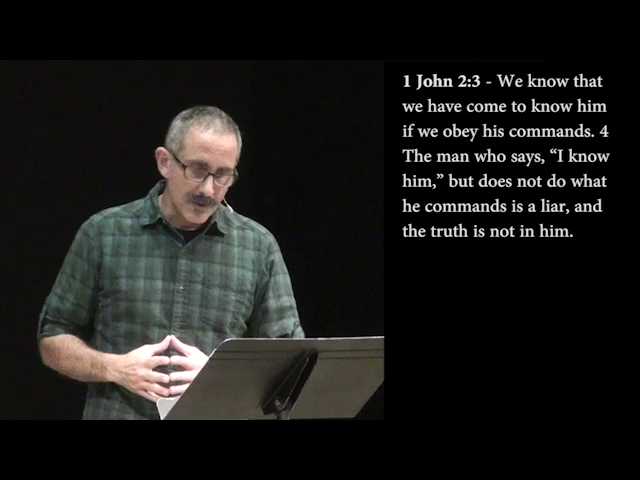 1 John 2:3 - We know that
we have come to know him
if we obey his commands. 4
The man who says, “I know
him,” but does not do what
he commands is a liar, and
the truth is not in him.